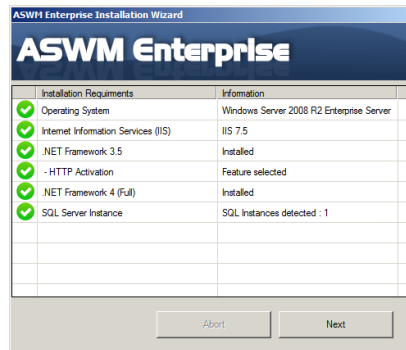 ASWM Enterprise Installation Wizard
ASWM Enterprise
Installation Requirments Information
Operating System Windows Server 2008 R2 Enterprise Server
Internet Information Services (IIS) IIS 7.5
.NET Framework 3.5 Installed
- HTTP Activation Feature selected
.NET Framework 4 (Full) Installed
SQL Server Instance SQL Instances detected : 1
Abort Next